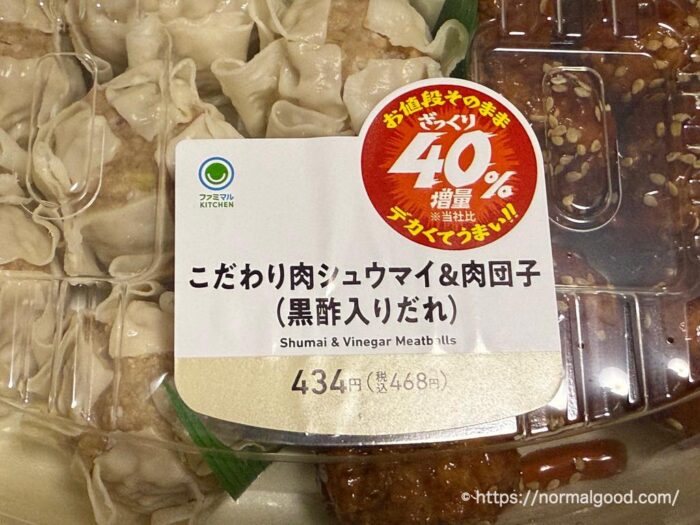 お値段そのまま
ざっくり
40%
増量
※当社比
デカくてうまい!!
ファミマル
KITCHEN
こだわり肉シュウマイ&肉団子
(黒酢入りだれ)
Shumai & Vinegar Meatballs
434円(税込468円)
© https://normalgood.com/